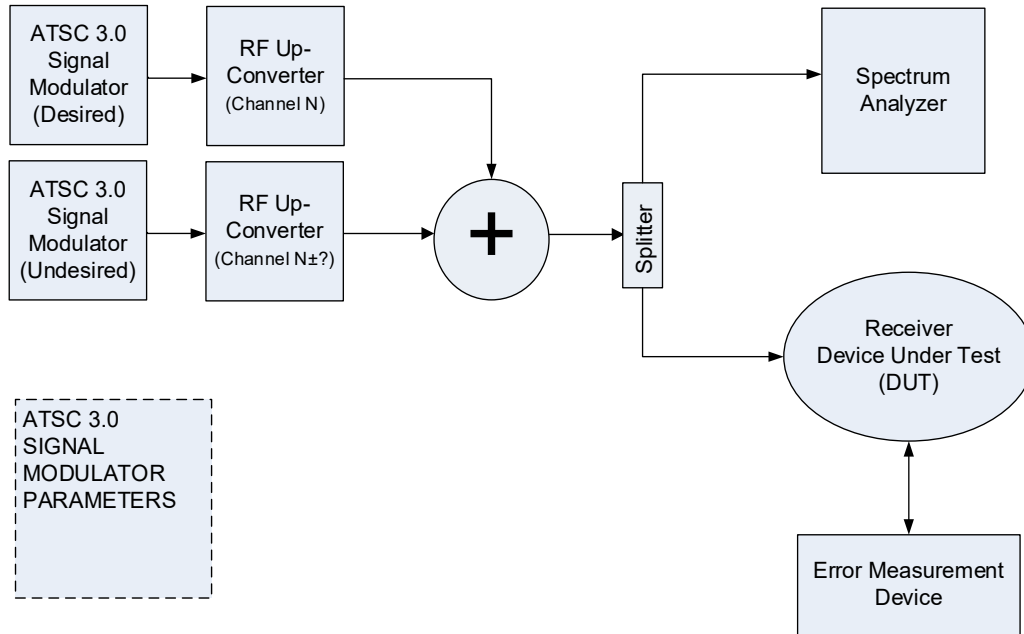 ATSC 3.0
Signal
Modulator
(Desired)
RF Up-
Converter
(Channel N)
Spectrum
Analyzer
ATSC 3.0
Signal
Modulator
(Undesired)
RF Up-
Converter
(Channel N±?)
+
Splitter
Receiver
Device Under Test
(DUT)
ATSC 3.0
SIGNAL
MODULATOR
PARAMETERS
Error Measurement
Device